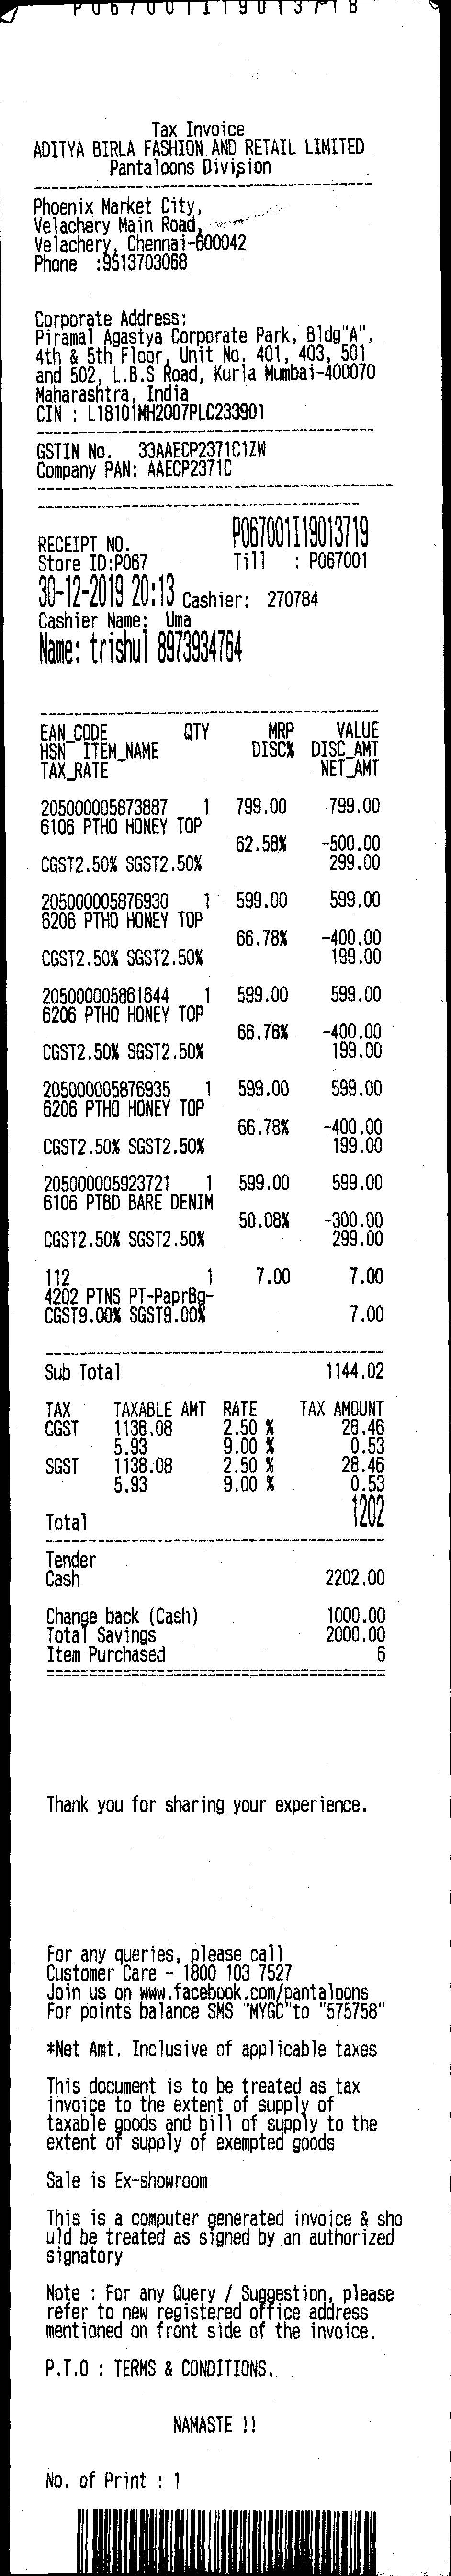 Tax Invoice
ADITYA BIRLA FASHION AND RETAIL LIMITED
Pantaloons Division
Phoenix Market City,
Velachery Main Road,
Velachery, Chennai-600042
Phone :9513703068
Corporate Address:
Piramal Agastya Corporate Park, Bldg"A",
4th & 5th Floor, Unit No. 401, 403, 501
and 502, L.B.S Road, Kurla Mumbai-400070
Maharashtra, India
CIN : L18101MH2007PLC233901
GSTIN No. 33AAECP2371C1ZW
Company PAN: AAECP2371C
RECEIPT NO. P067001I19013719
Store ID:P067 Till : P067001
30-12-2019 20:13 Cashier: 270784
Cashier Name: Uma
Name: trishul 8973934764
EAN_CODE QTY MRP VALUE
HSN ITEM_NAME DISC% DISC_AMT
TAX_RATE NET_AMT
205000005873887 1 799.00 799.00
6106 PTHO HONEY TOP
62.58% -500.00
CGST2.50% SGST2.50% 299.00
205000005876930 1 599.00 599.00
6206 PTHO HONEY TOP
66.78% -400.00
CGST2.50% SGST2.50% 199.00
205000005861644 1 599.00 599.00
6206 PTHO HONEY TOP
66.78% -400.00
CGST2.50% SGST2.50% 199.00
205000005876935 1 599.00 599.00
6206 PTHO HONEY TOP
66.78% -400.00
CGST2.50% SGST2.50% 199.00
205000005923721 1 599.00 599.00
6106 PTBD BARE DENIM
50.08% -300.00
CGST2.50% SGST2.50% 299.00
112 1 7.00 7.00
4202 PTNS PT-PaprBg-
CGST9.00% SGST9.00% 7.00
Sub Total 1144.02
TAX TAXABLE AMT RATE TAX AMOUNT
CGST 1138.08 2.50 % 28.46
5.93 9.00 % 0.53
SGST 1138.08 2.50 % 28.46
5.93 9.00 % 0.53
Total 1202
Tender
Cash 2202.00
Change back (Cash) 1000.00
Total Savings 2000.00
Item Purchased 6
Thank you for sharing your experience.
For any queries, please call
Customer Care - 1800 103 7527
Join us on www.facebook.com/pantaloons
For points balance SMS "MYGC"to "575758"
*Net Amt. Inclusive of applicable taxes
This document is to be treated as tax
invoice to the extent of supply of
taxable goods and bill of supply to the
extent of supply of exempted goods
Sale is Ex-showroom
This is a computer generated invoice & sho
uld be treated as signed by an authorized
signatory
Note : For any Query / Suggestion, please
refer to new registered office address
mentioned on front side of the invoice.
P.T.O : TERMS & CONDITIONS.
NAMASTE !!
No. of Print : 1